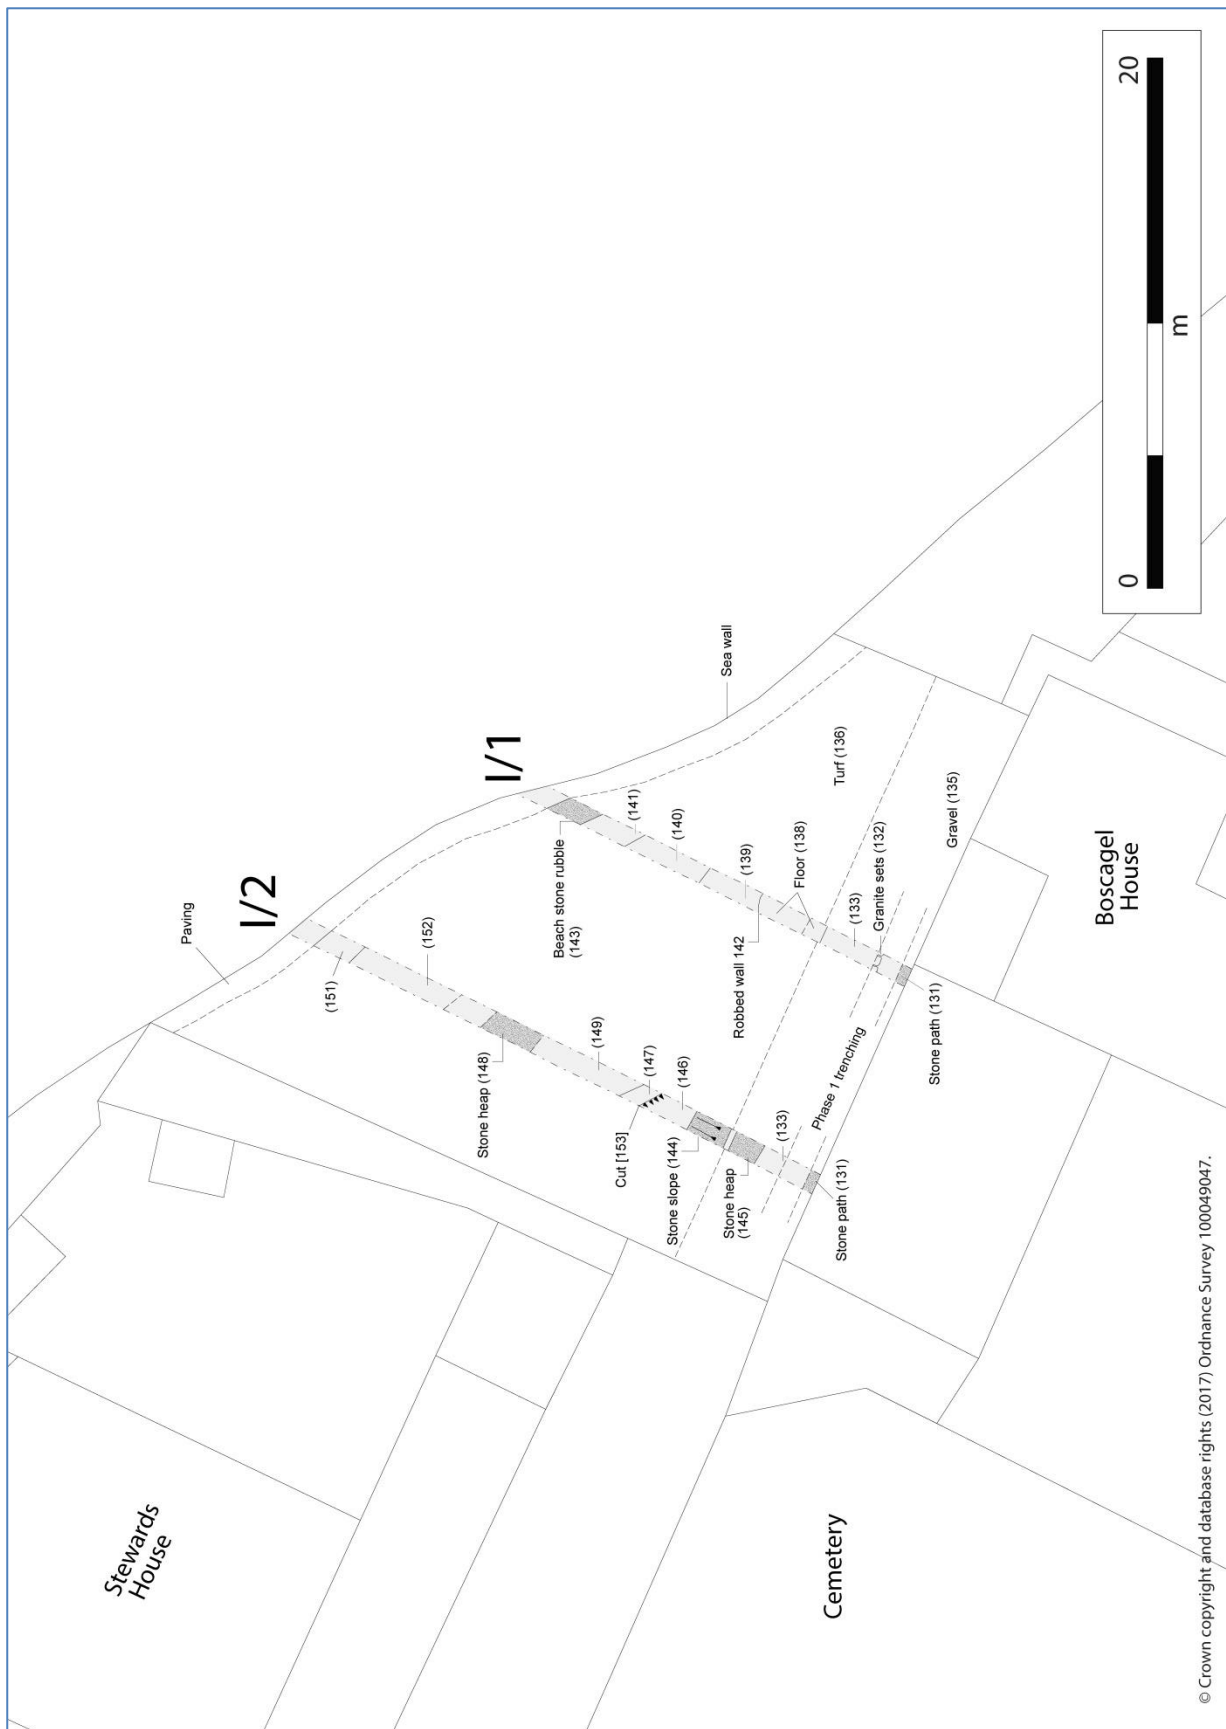 Stewards
House
Cemetery
Boscagel
House
I/2
I/1
Paving
Sea wall
(151)
(152)
Stone heap (148)
(149)
(147)
Cut [153]
(146)
Stone slope (144)
Stone heap
(145)
(133)
Stone path (131)
Phase 1 trenching
Beach stone rubble
(143)
(141)
(140)
(139)
Robbed wall 142
Floor (138)
(133)
Granite sets (132)
Stone path (131)
Turf (136)
Gravel (135)
0
20
m
© Crown copyright and database rights (2017) Ordnance Survey 100049047.